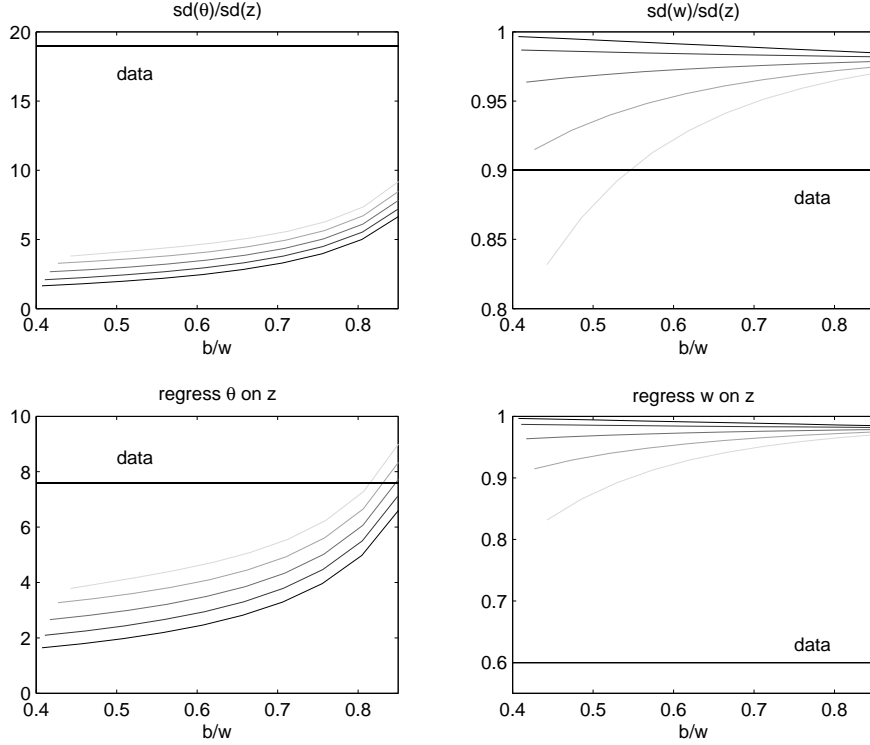 sd(θ)/sd(z)
20
15
10
5
0
data
0.4 0.5 0.6 0.7 0.8
b/w
sd(w)/sd(z)
1
0.95
0.9
0.85
0.8
data
0.4 0.5 0.6 0.7 0.8
b/w
regress θ on z
10
8
6
4
2
0
data
0.4 0.5 0.6 0.7 0.8
b/w
regress w on z
1
0.9
0.8
0.7
0.6
data
0.4 0.5 0.6 0.7 0.8
b/w